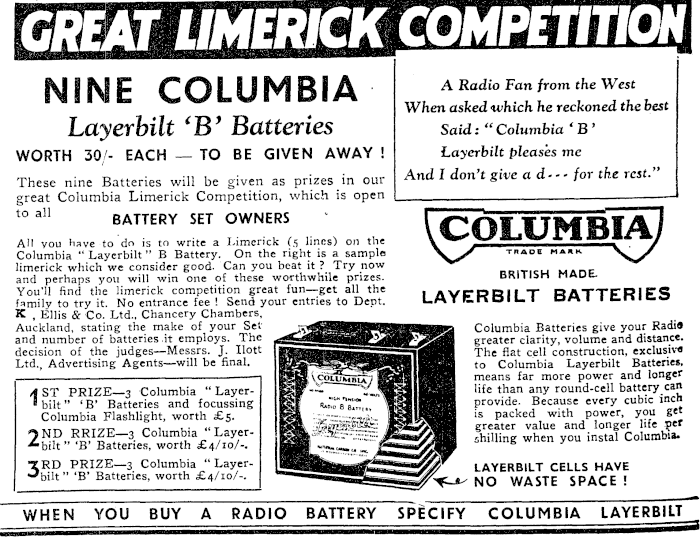 GREAT LIMERICK COMPETITION
NINE COLUMBIA
Layerbilt 'B' Batteries
WORTH 30/- EACH — TO BE GIVEN AWAY !
These nine Batteries will be given as prizes in our
great Columbia Limerick Competition, which is open
to all
BATTERY SET OWNERS
All you have to do is to write a Limerick (5 lines) on the
Columbia "Layerbilt" B Battery. On the right is a sample
limerick which we consider good. Can you beat it ? Try now
and perhaps you will win one of these worthwhile prizes.
You'll find the limerick competition great fun—get all the
family to try it. No entrance fee ! Send your entries to Dept.
K , Ellis & Co. Ltd., Chancery Chambers,
Auckland, stating the make of your Set
and number of batteries it employs. The
decision of the judges—Messrs. J. Ilott
Ltd., Advertising Agents—will be final.
1ST PRIZE—3 Columbia "Layer-
bilt" 'B' Batteries and focussing
Columbia Flashlight, worth £5.
2ND RRIZE—3 Columbia "Layer-
bilt" 'B' Batteries, worth £4/10/-.
3RD PRIZE—3 Columbia "Layer-
bilt" 'B' Batteries, worth £4/10/-.
A Radio Fan from the West
When asked which he reckoned the best
Said: "Columbia 'B'
Layerbilt pleases me
And I don't give a d--- for the rest."
COLUMBIA
TRADE MARK
BRITISH MADE.
LAYERBILT BATTERIES
COLUMBIA
HIGH TENSION
RADIO B BATTERY
Columbia Batteries give your Radio
greater clarity, volume and distance.
The flat cell construction, exclusive
to Columbia Layerbilt Batteries,
means far more power and longer
life than any round-cell battery can
provide. Because every cubic inch
is packed with power, you get
greater value and longer life per
shilling when you instal Columbia.
LAYERBILT CELLS HAVE
NO WASTE SPACE !
WHEN YOU BUY A RADIO BATTERY SPECIFY COLUMBIA LAYERBILT